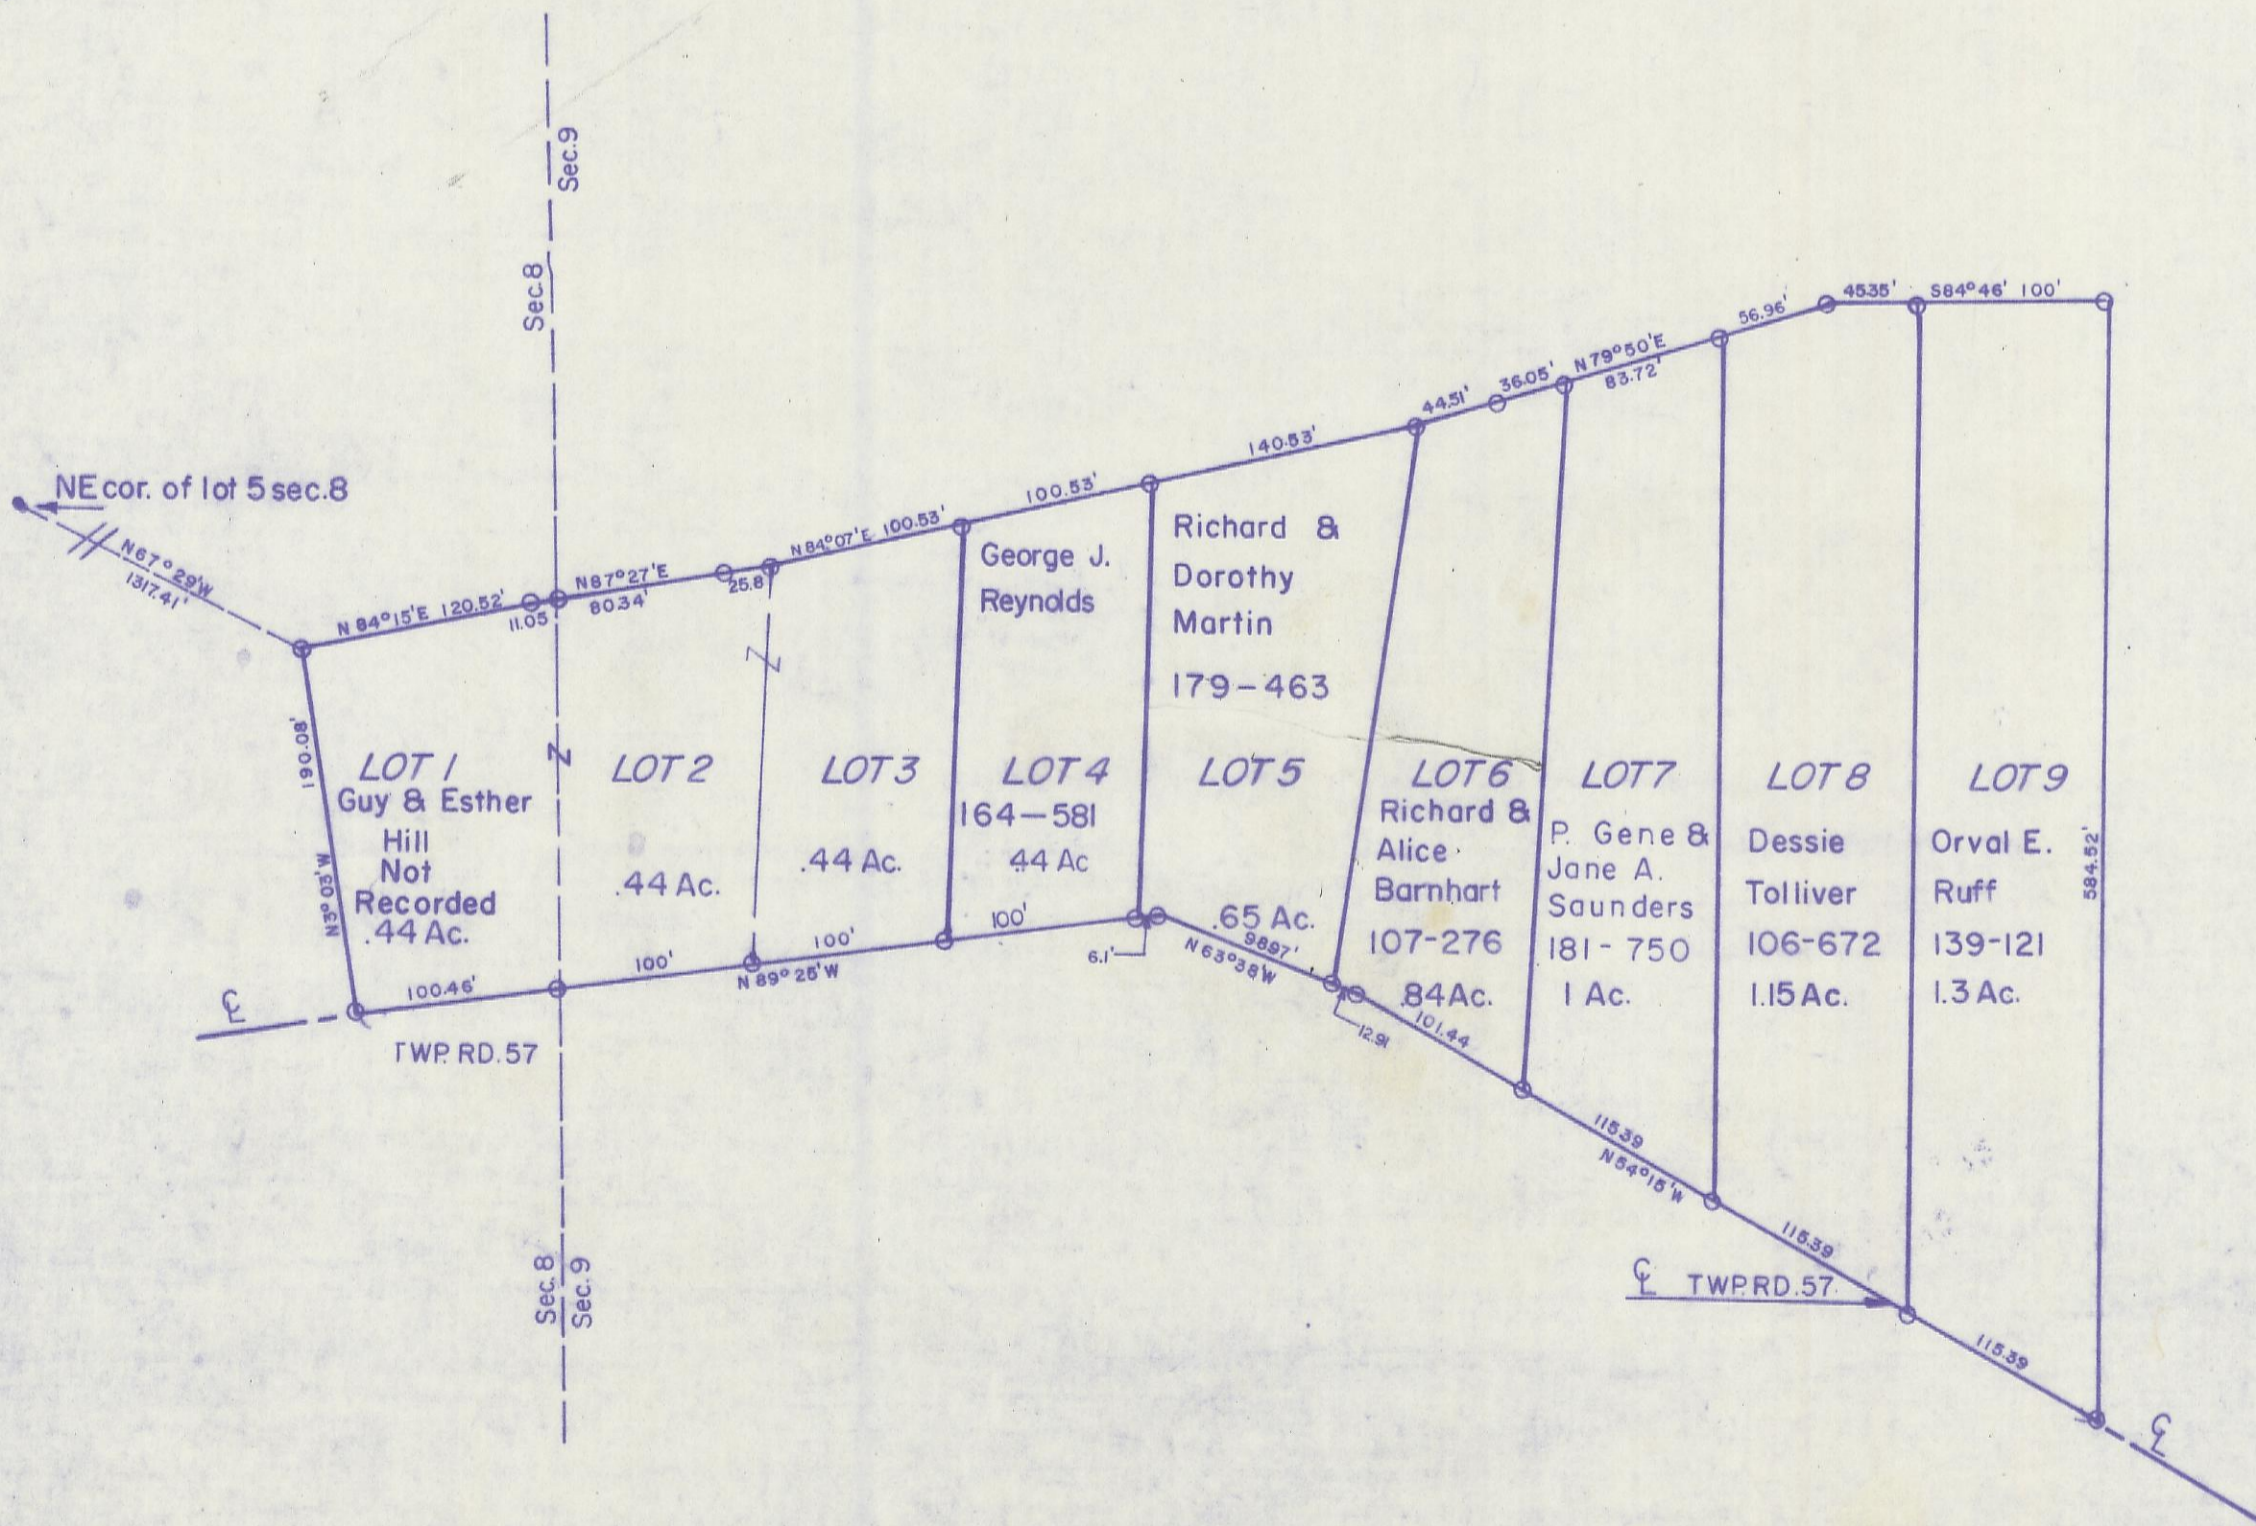 Sec.9
Sec.8
NE cor. of lot 5 sec.8
N67°29'W
1317.41'
N 84°15'E 120.52'
11.05
N87°27'E
80.34'
25.8
N84°07'E 100.53'
100.53'
140.53'
44.51'
36.05'
N79°50'E
83.72'
56.96'
45.35'
S84°46' 100'
190.08'
N3°03'W
LOT 1
Guy & Esther
Hill
Not
Recorded
.44 Ac.
Z
LOT 2
.44 Ac.
Z
LOT 3
.44 Ac.
George J.
Reynolds
LOT 4
164-581
.44 Ac
Richard &
Dorothy
Martin
179-463
LOT 5
.65 Ac.
LOT 6
Richard &
Alice
Barnhart
107-276
.84 Ac.
LOT 7
P. Gene &
Jane A.
Saunders
181-750
1 Ac.
LOT 8
Dessie
Tolliver
106-672
1.15 Ac.
LOT 9
Orval E.
Ruff
139-121
1.3 Ac.
584.52'
℄
100.46'
TWP. RD. 57
100'
100'
N 89°25'W
100'
6.1'
98.97'
N 63°38'W
12.91
101.44
115.39
N54°15'W
115.39
℄ TWP. RD. 57
115.39
℄
Sec. 8
Sec. 9